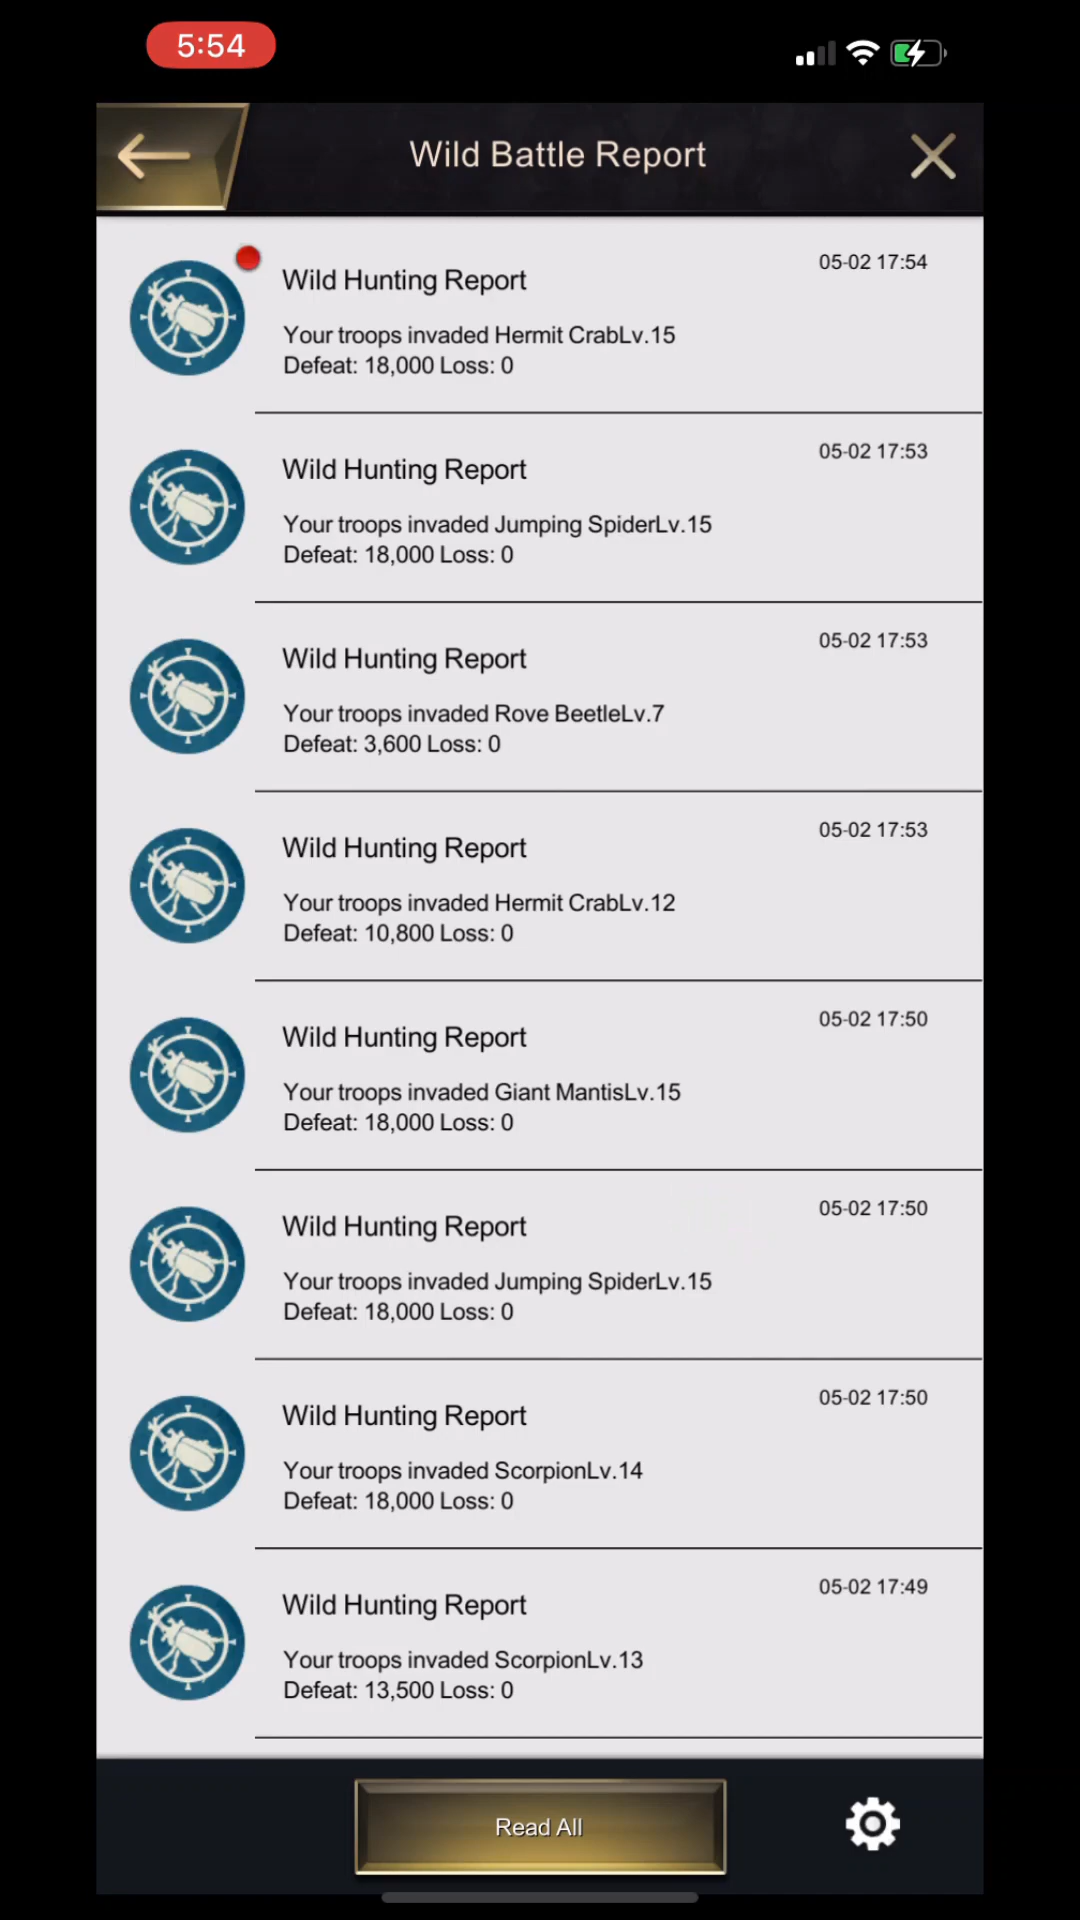 5:54
Wild Battle Report
05-02 17:54
Wild Hunting Report
Your troops invaded Hermit CrabLv.15
Defeat: 18,000 Loss: 0
05-02 17:53
Wild Hunting Report
Your troops invaded Jumping SpiderLv.15
Defeat: 18,000 Loss: 0
05-02 17:53
Wild Hunting Report
Your troops invaded Rove BeetleLv.7
Defeat: 3,600 Loss: 0
05-02 17:53
Wild Hunting Report
Your troops invaded Hermit CrabLv.12
Defeat: 10,800 Loss: 0
05-02 17:50
Wild Hunting Report
Your troops invaded Giant MantisLv.15
Defeat: 18,000 Loss: 0
05-02 17:50
Wild Hunting Report
Your troops invaded Jumping SpiderLv.15
Defeat: 18,000 Loss: 0
05-02 17:50
Wild Hunting Report
Your troops invaded ScorpionLv.14
Defeat: 18,000 Loss: 0
05-02 17:49
Wild Hunting Report
Your troops invaded ScorpionLv.13
Defeat: 13,500 Loss: 0
Read All